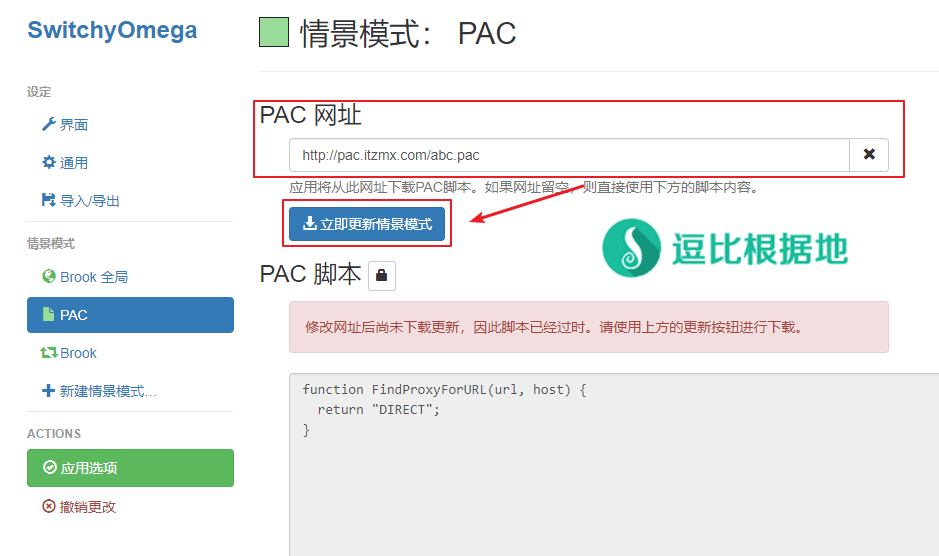 SwitchyOmega
设定
界面
通用
导入/导出
情景模式
Brook 全局
PAC
Brook
新建情景模式…
ACTIONS
应用选项
撤销更改
情景模式： PAC
PAC 网址
http://pac.itzmx.com/abc.pac
应用将从此网址下载PAC脚本。如果网址留空，则直接使用下方的脚本内容。
立即更新情景模式
逗比根据地
PAC 脚本
修改网址后尚未下载更新，因此脚本已经过时。请使用上方的更新按钮进行下载。
function FindProxyForURL(url, host) {
  return "DIRECT";
}